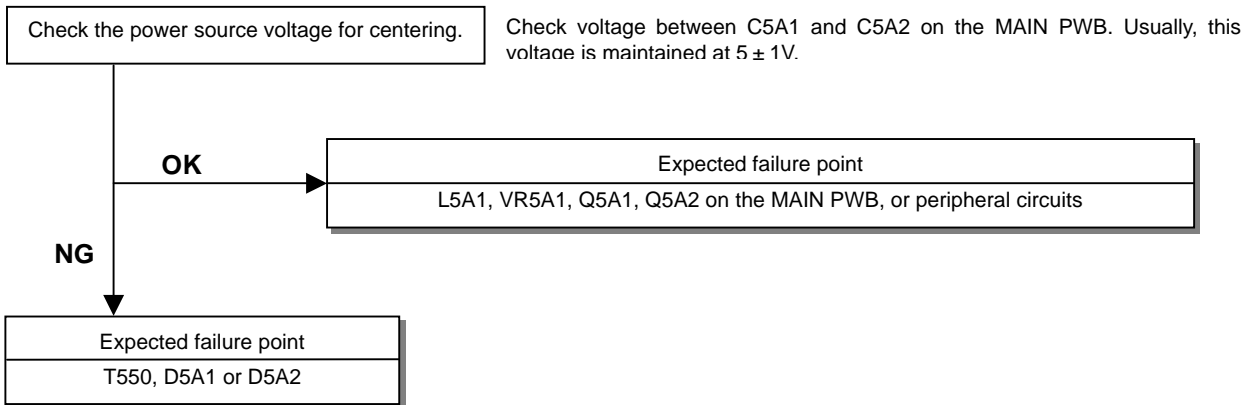 Check the power source voltage for centering.
Check voltage between C5A1 and C5A2 on the MAIN PWB. Usually, this
voltage is maintained at 5 ± 1V.
OK
Expected failure point
L5A1, VR5A1, Q5A1, Q5A2 on the MAIN PWB, or peripheral circuits
NG
Expected failure point
T550, D5A1 or D5A2